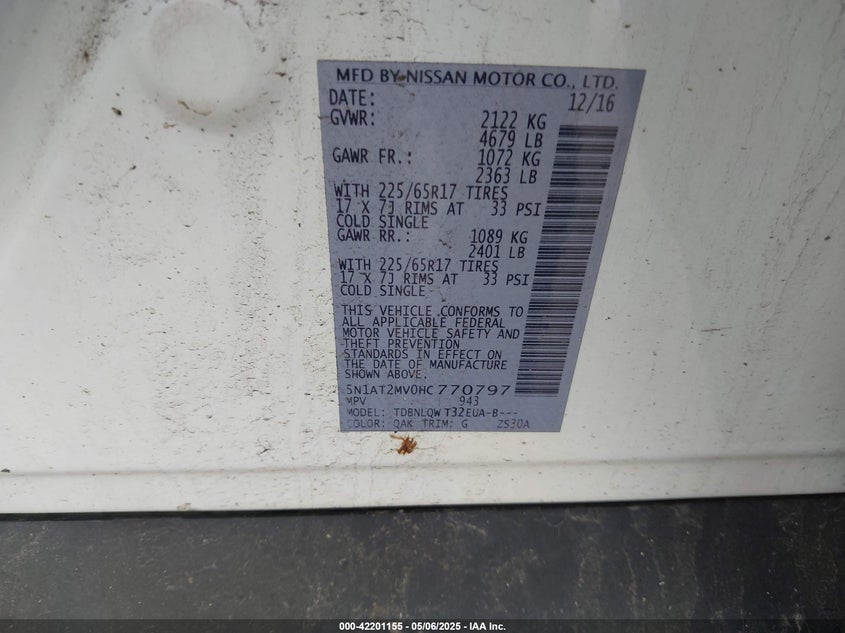 MFD BY NISSAN MOTOR CO., LTD.
DATE: 12/16
GVWR: 2122 KG
4679 LB
GAWR FR.: 1072 KG
2363 LB
WITH 225/65R17 TIRES
17 X 7J RIMS AT 33 PSI
COLD SINGLE
GAWR RR.: 1089 KG
2401 LB
WITH 225/65R17 TIRES
17 X 7J RIMS AT 33 PSI
COLD SINGLE
THIS VEHICLE CONFORMS TO
ALL APPLICABLE FEDERAL
MOTOR VEHICLE SAFETY AND
THEFT PREVENTION
STANDARDS IN EFFECT ON
THE DATE OF MANUFACTURE
SHOWN ABOVE.
5N1AT2MV0HC770797
MPV 943
MODEL: TDBNLQW T32EUA-B---
COLOR: QAK TRIM: G ZS30A
000-42201155 - 05/06/2025 - IAA Inc.